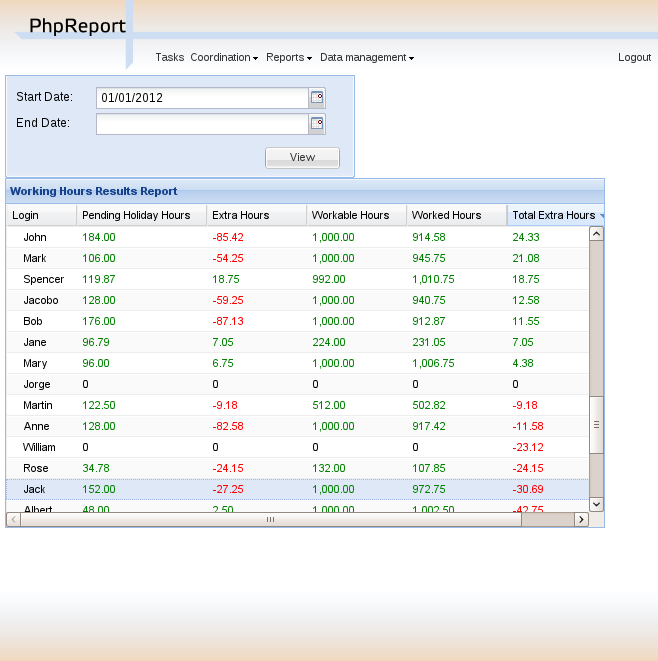 PhpReport
Tasks Coordination Reports Data management Logout
Start Date: 01/01/2012
End Date:
View
Working Hours Results Report
Login Pending Holiday Hours Extra Hours Workable Hours Worked Hours Total Extra Hours
John 184.00 -85.42 1,000.00 914.58 24.33
Mark 106.00 -54.25 1,000.00 945.75 21.08
Spencer 119.87 18.75 992.00 1,010.75 18.75
Jacobo 128.00 -59.25 1,000.00 940.75 12.58
Bob 176.00 -87.13 1,000.00 912.87 11.55
Jane 96.79 7.05 224.00 231.05 7.05
Mary 96.00 6.75 1,000.00 1,006.75 4.38
Jorge 0 0 0 0 0
Martin 122.50 -9.18 512.00 502.82 -9.18
Anne 128.00 -82.58 1,000.00 917.42 -11.58
William 0 0 0 0 -23.12
Rose 34.78 -24.15 132.00 107.85 -24.15
Jack 152.00 -27.25 1,000.00 972.75 -30.69
Albert 48.00 2.50 1,000.00 1,002.50 -42.75